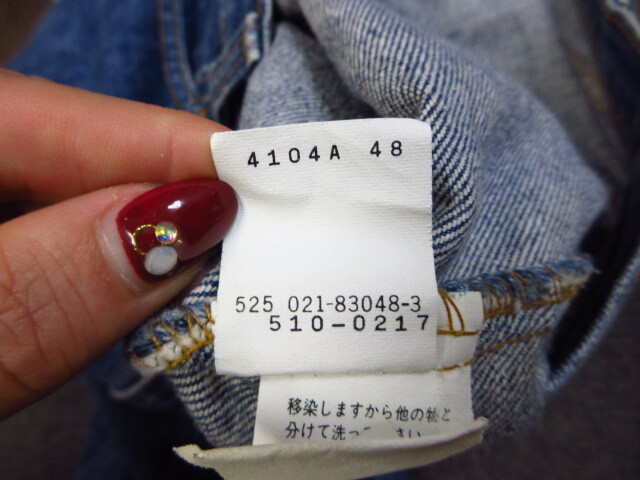 4104A 48
525 021-83048-3
510-0217
移染しますから他の物と
分けて洗っ さい